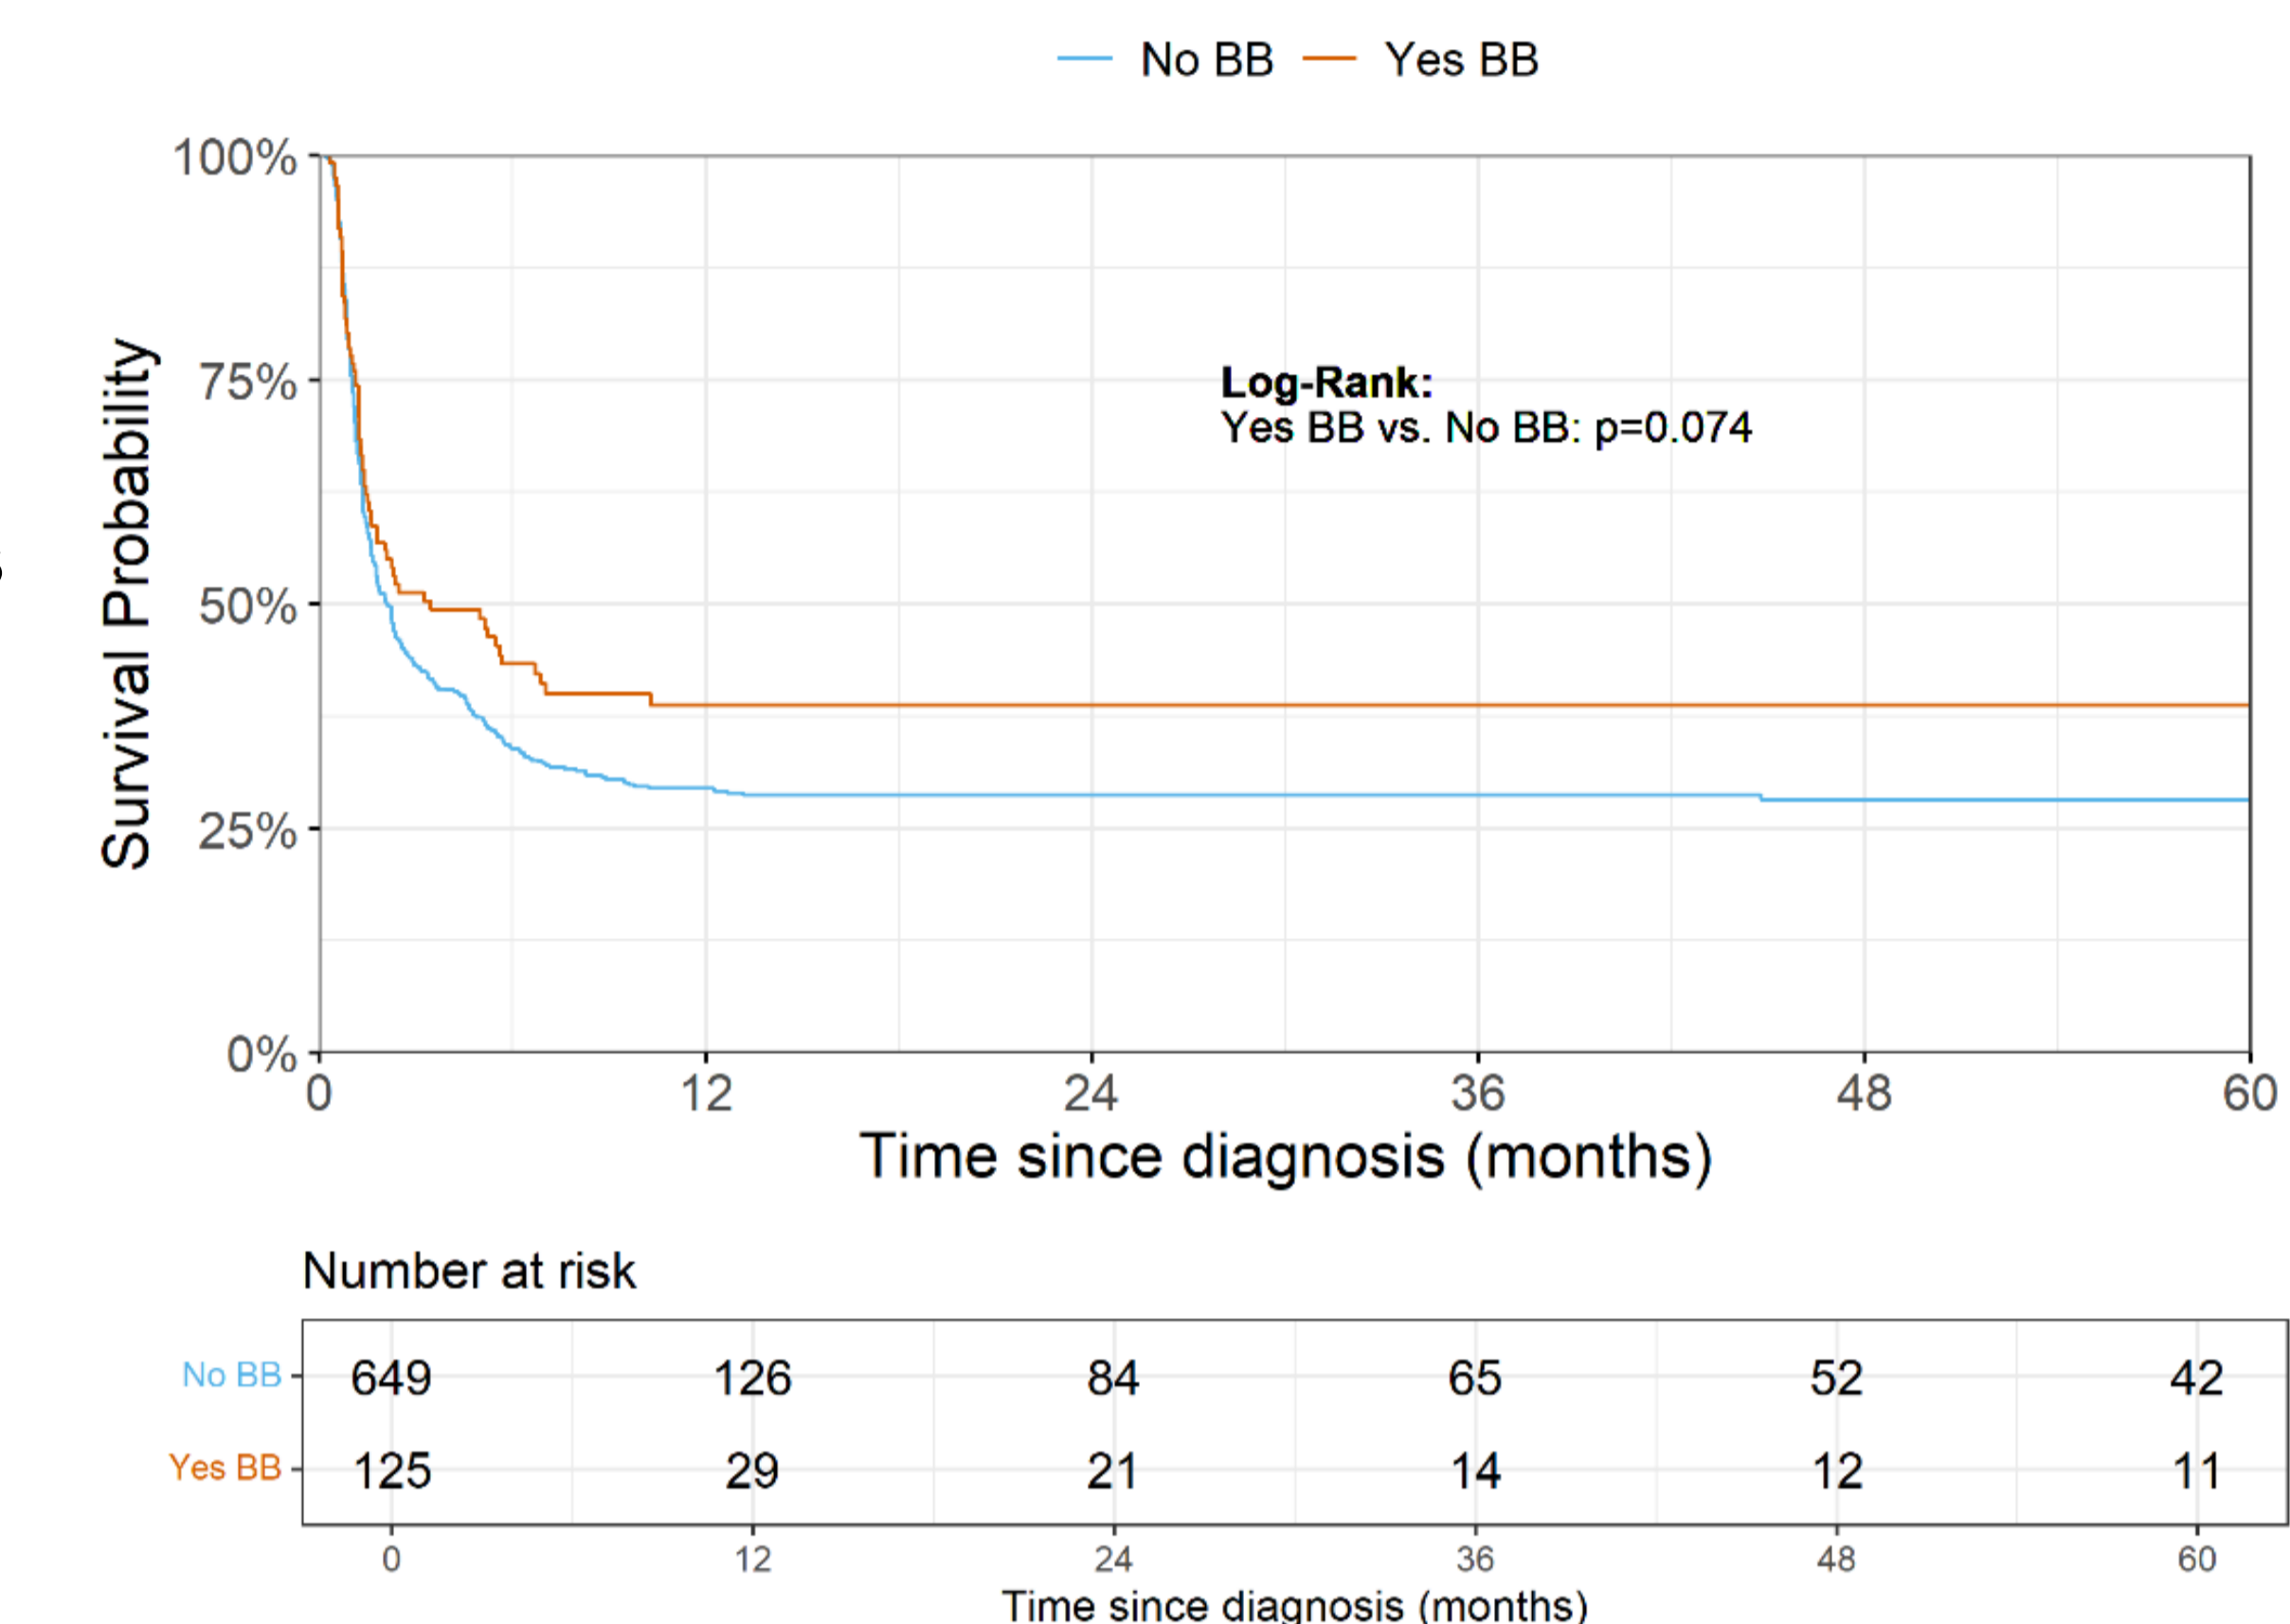 No BB Yes BB
100%
75%
50%
25%
0%
Survival Probability
Log-Rank:
Yes BB vs. No BB: p=0.074
0 12 24 36 48 60
Time since diagnosis (months)
Number at risk
No BB 649 126 84 65 52 42
Yes BB 125 29 21 14 12 11
0 12 24 36 48 60
Time since diagnosis (months)